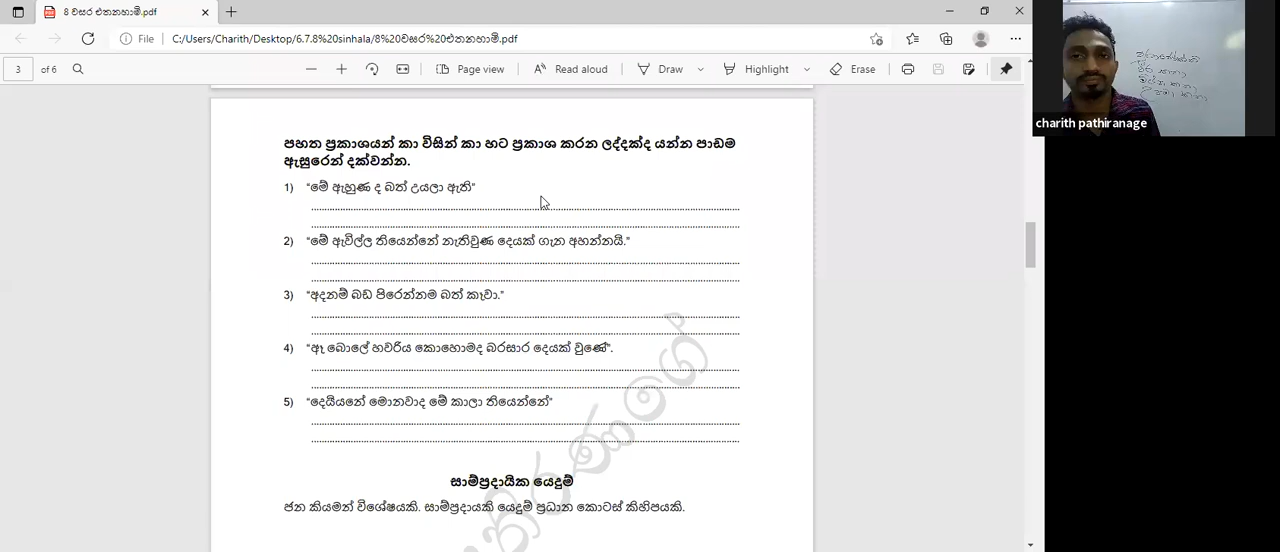 8 වසර එතනහාමි.pdf
File C:/Users/Charith/Desktop/6.7.8%20sinhala/8%20වසර%20එතනහාමි.pdf
3 of 6 Page view Read aloud Draw Highlight Erase
charith pathiranage
පහත ප්‍රකාශයන් කා විසින් කා හට ප්‍රකාශ කරන ලද්දක්ද යන්න පාඩම
ඇසුරෙන් දක්වන්න.
1) "මේ ඇහුණ ද බත් උයලා ඇති"
2) "මේ ඇවිල්ල තියෙන්නේ නැතිවුණ දෙයක් ගැන අහන්නයි."
3) "අදනම් බඩ පිරෙන්නම බත් කෑවා."
4) "ඈ බොලේ හවරිය කොහොමද බරසාර දෙයක් වුණේ".
5) "දෙයියනේ මොනවාද මේ කාලා තියෙන්නේ"
සාම්ප්‍රදායික යෙදුම්
ජන කියමන් විශේෂයකි. සාම්ප්‍රදායකි යෙදුම් ප්‍රධාන කොටස් කිහිපයකි.